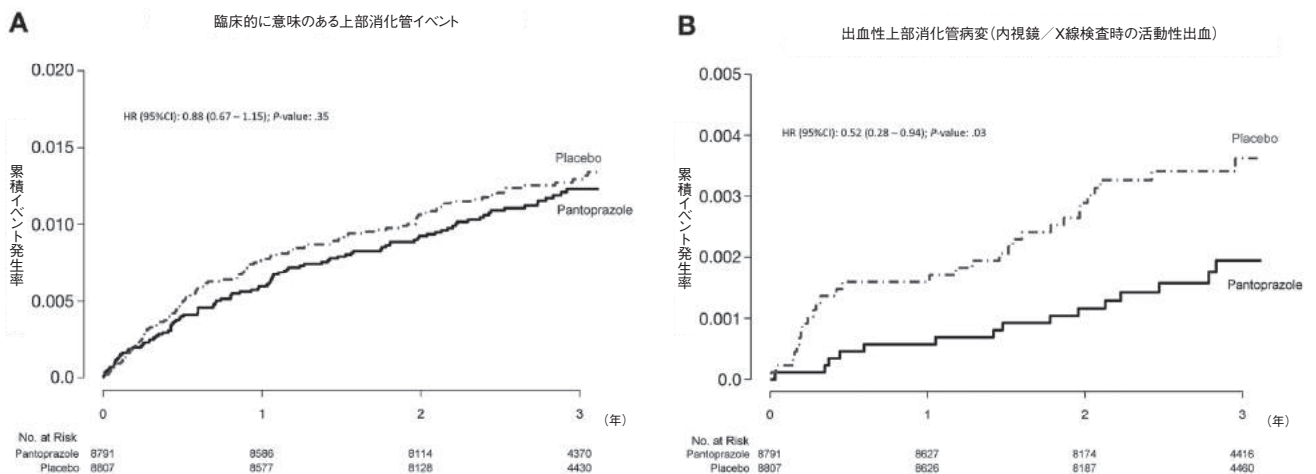 A
臨床的に意味のある上部消化管イベント
0.020
0.015
0.010
0.005
0.0
累積イベント発生率
HR (95%CI): 0.88 (0.67 – 1.15); P-value: .35
Placebo
Pantoprazole
0 1 2 3 (年)
No. at Risk
Pantoprazole 8791 8586 8114 4370
Placebo 8807 8577 8128 4430
B
出血性上部消化管病変(内視鏡/X線検査時の活動性出血)
0.005
0.004
0.003
0.002
0.001
0.0
累積イベント発生率
HR (95%CI): 0.52 (0.28 – 0.94); P-value: .03
Placebo
Pantoprazole
0 1 2 3 (年)
No. at Risk
Pantoprazole 8791 8627 8174 4416
Placebo 8807 8626 8187 4460